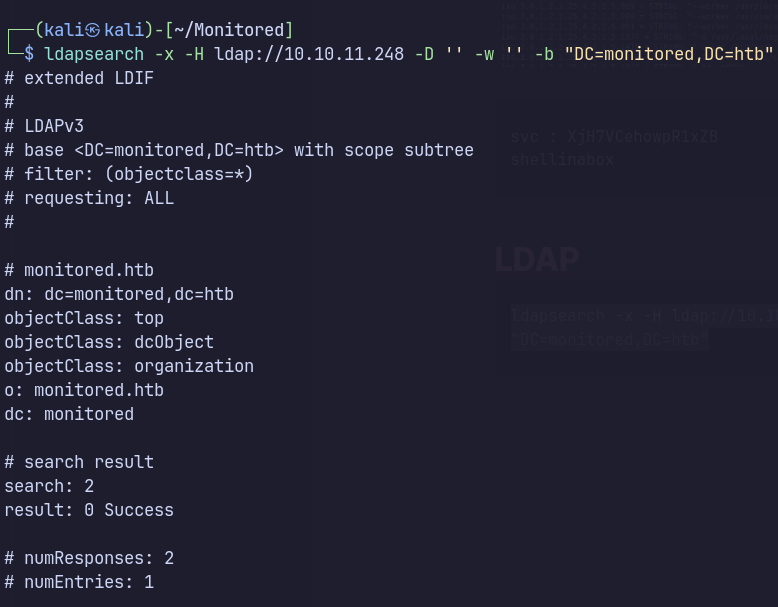 (kali㉿kali)-[~/Monitored]
$ ldapsearch -x -H ldap://10.10.11.248 -D '' -w '' -b "DC=monitored,DC=htb"
# extended LDIF
#
# LDAPv3
# base <DC=monitored,DC=htb> with scope subtree
# filter: (objectclass=*)
# requesting: ALL
#
# monitored.htb
dn: dc=monitored,dc=htb
objectClass: top
objectClass: dcObject
objectClass: organization
o: monitored.htb
dc: monitored
# search result
search: 2
result: 0 Success
# numResponses: 2
# numEntries: 1
svc : XjH7VCehowpR1xZB
shellinabox
LDAP
ldapsearch -x -H ldap://10.10
"DC=monitored,DC=htb"